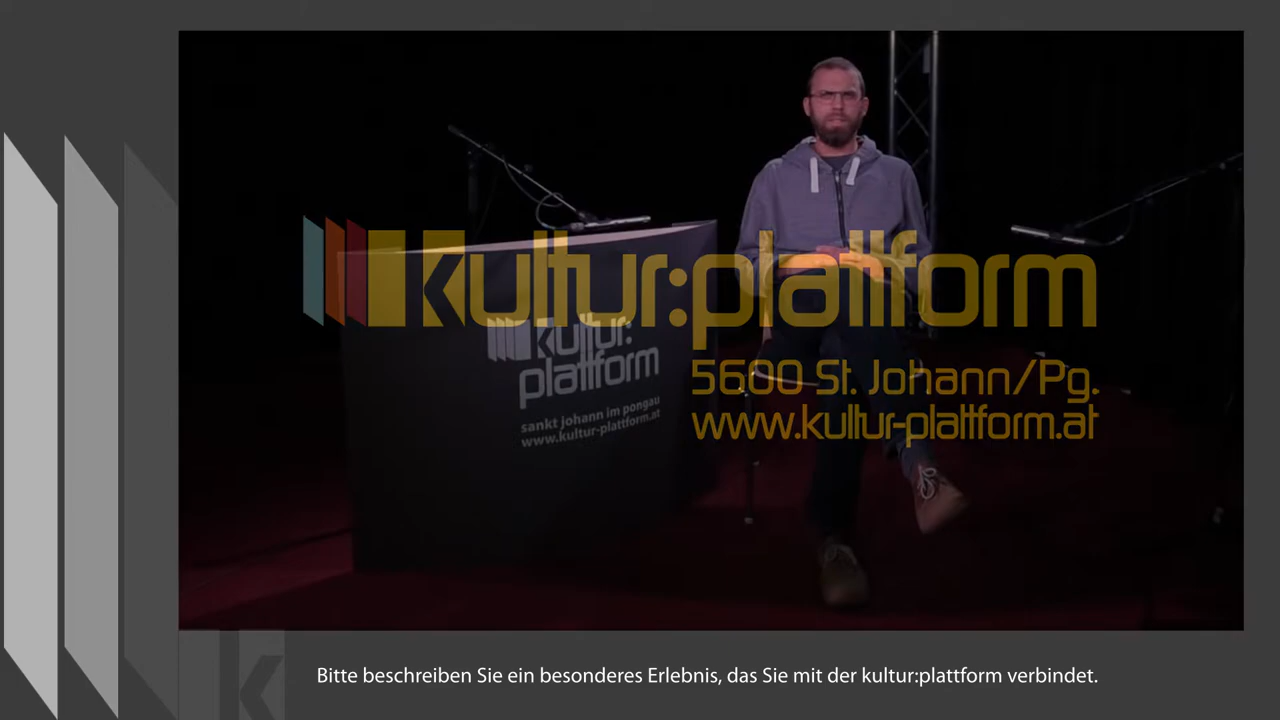 kultur:plattform
5600 St. Johann/Pg.
www.kultur-plattform.at
kultur:
plattform
sankt johann im pongau
www.kultur-plattform.at
Bitte beschreiben Sie ein besonderes Erlebnis, das Sie mit der kultur:plattform verbindet.